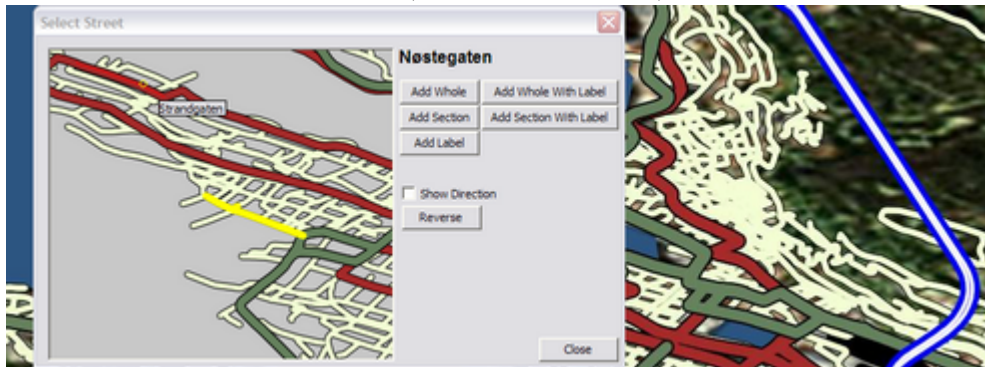 Select Street
Nøstegaten
Add Whole
Add Whole With Label
Strandgaten
Add Section
Add Section With Label
Add Label
Show Direction
Reverse
Close